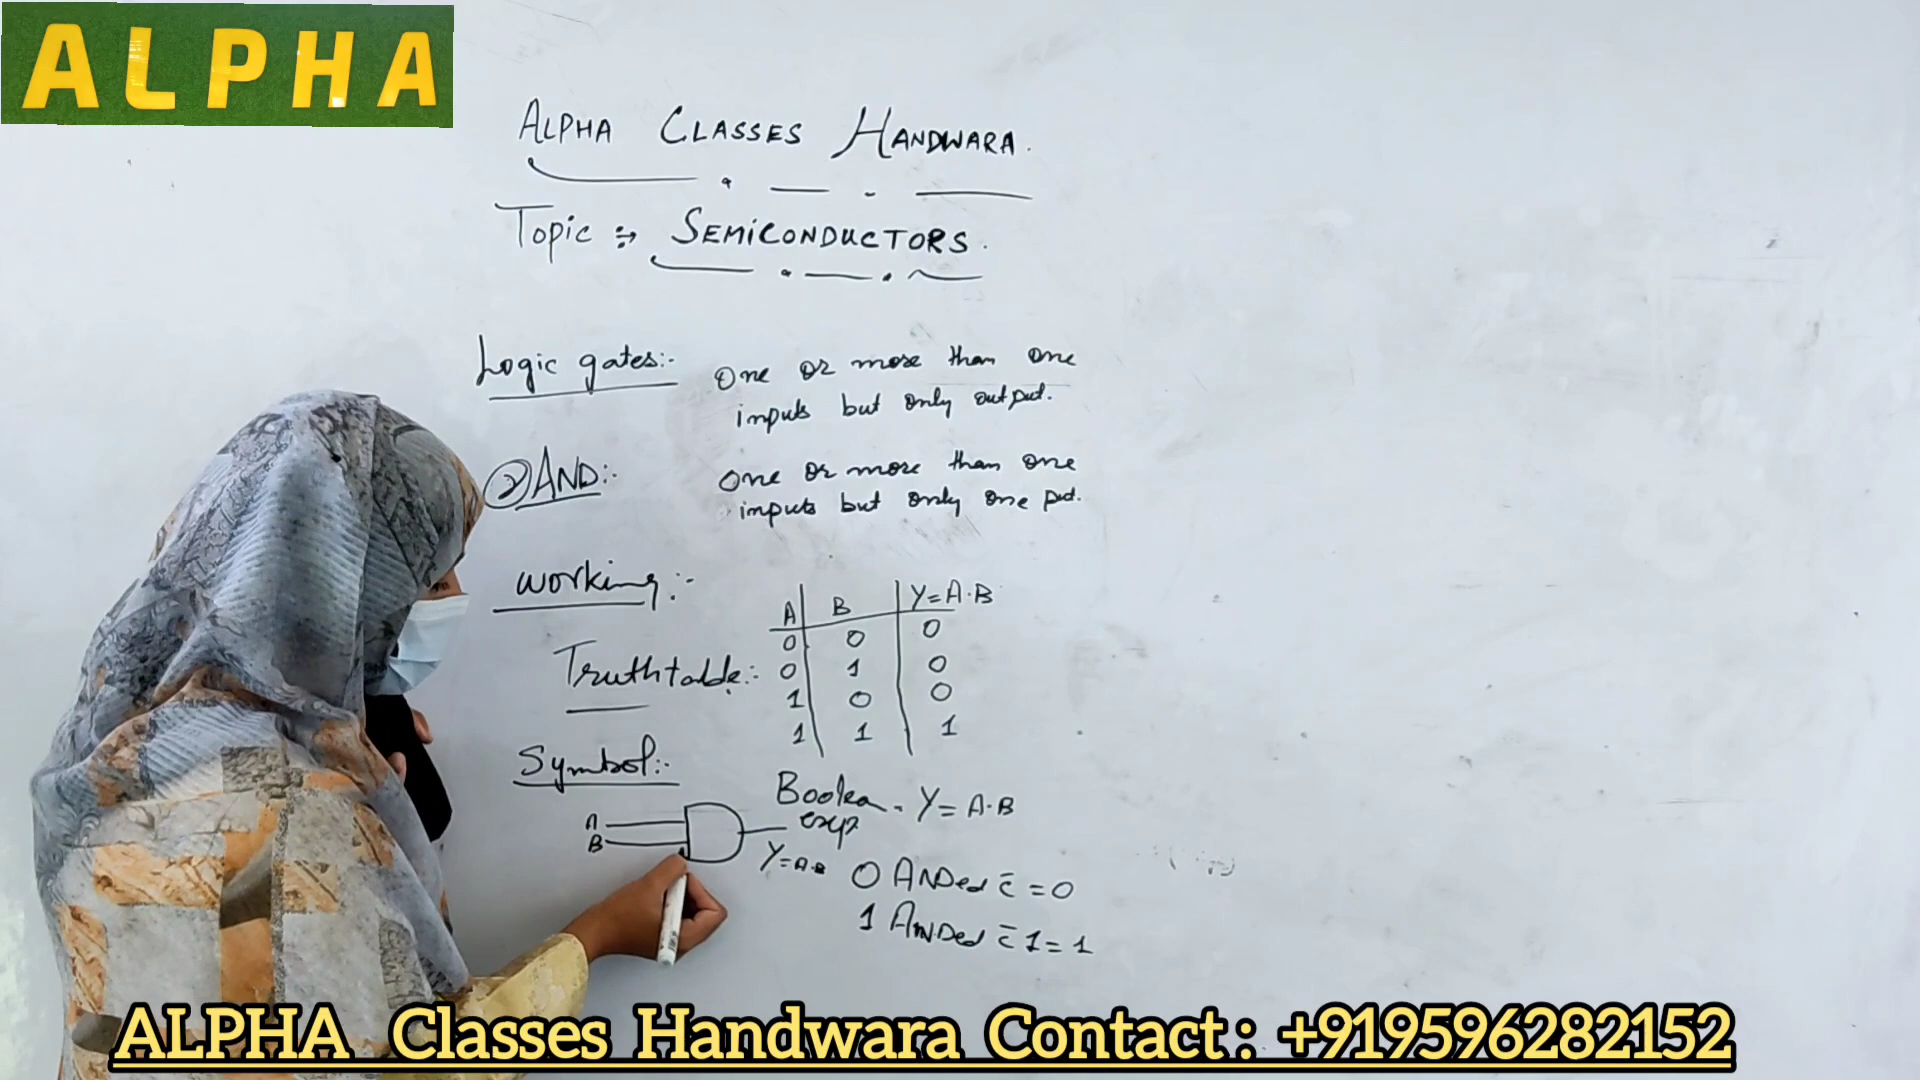 ALPHA
ALPHA CLASSES HANDWARA.
Topic :→ SEMICONDUCTORS.
Logic gates:- One or more than one
inputs but only output.
2 AND:- One or more than one
inputs but only one put.
Working:-
A B Y=A.B
0 0 0
0 1 0
1 0 0
1 1 1
Truthtable:-
Symbol:-
A
B
Y=A.B
Boolean exp - Y = A.B
0 ANDed c̄ = 0
1 ANDed c̄ 1 = 1
ALPHA Classes Handwara Contact : +919596282152